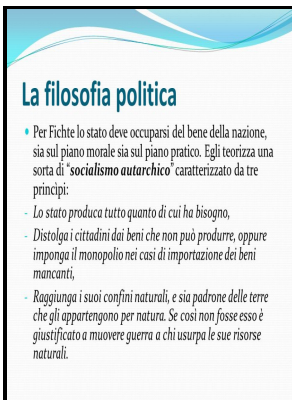 La filosofia politica
• Per Fichte lo stato deve occuparsi del bene della nazione,
sia sul piano morale sia sul piano pratico. Egli teorizza una
sorta di “socialismo autarchico” caratterizzato da tre
princìpi:
- Lo stato produca tutto quanto di cui ha bisogno,
- Distolga i cittadini dai beni che non può produrre, oppure
imponga il monopolio nei casi di importazione dei beni
mancanti,
- Raggiunga i suoi confini naturali, e sia padrone delle terre
che gli appartengono per natura. Se così non fosse esso è
giustificato a muovere guerra a chi usurpa le sue risorse
naturali.